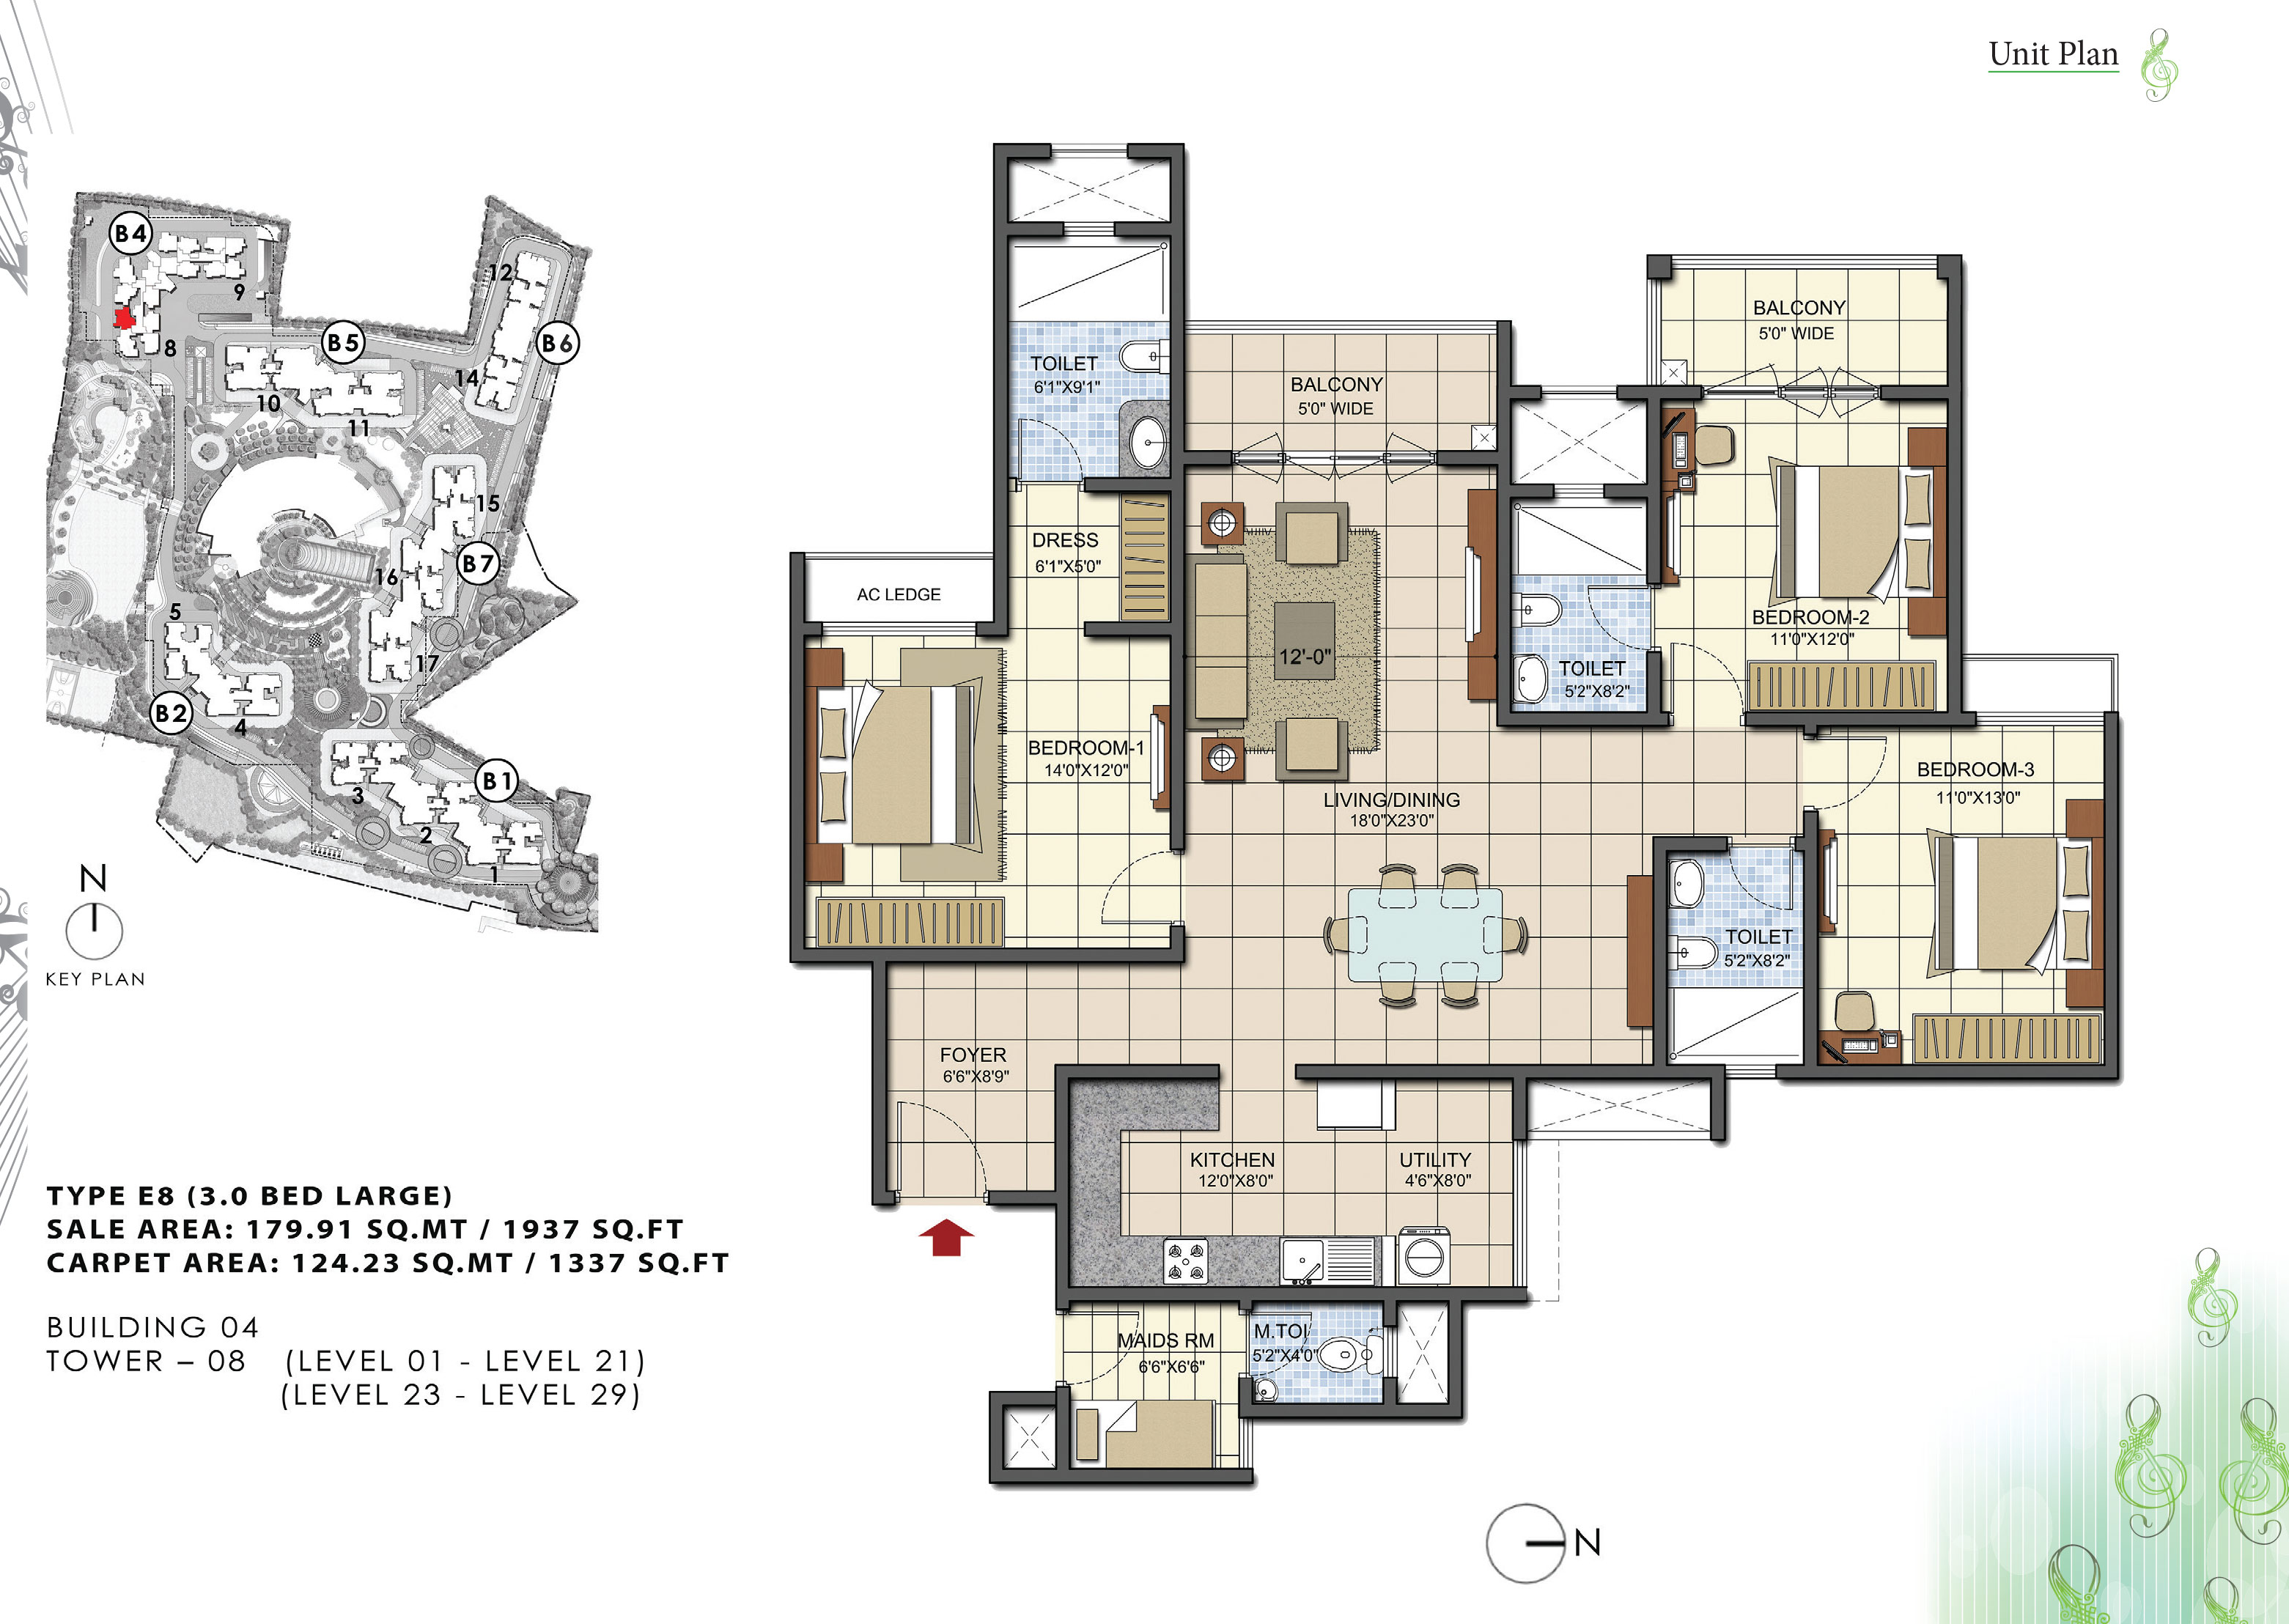 Unit Plan
B4
9
8
12
B5
B6
14
10
11
15
B7
16
5
17
B2
4
B1
3
2
1
N
KEY PLAN
TYPE E8 (3.0 BED LARGE)
SALE AREA: 179.91 SQ.MT / 1937 SQ.FT
CARPET AREA: 124.23 SQ.MT / 1337 SQ.FT
BUILDING 04
TOWER – 08 (LEVEL 01 - LEVEL 21)
(LEVEL 23 - LEVEL 29)
TOILET
6'1"X9'1"
BALCONY
5'0" WIDE
BALCONY
5'0" WIDE
DRESS
6'1"X5'0"
AC LEDGE
12'-0"
BEDROOM-2
11'0"X12'0"
TOILET
5'2"X8'2"
BEDROOM-1
14'0"X12'0"
LIVING/DINING
18'0"X23'0"
BEDROOM-3
11'0"X13'0"
TOILET
5'2"X8'2"
FOYER
6'6"X8'9"
KITCHEN
12'0"X8'0"
UTILITY
4'6"X8'0"
MAIDS RM
6'6"X6'6"
M.TOI
5'2"X4'0"
N